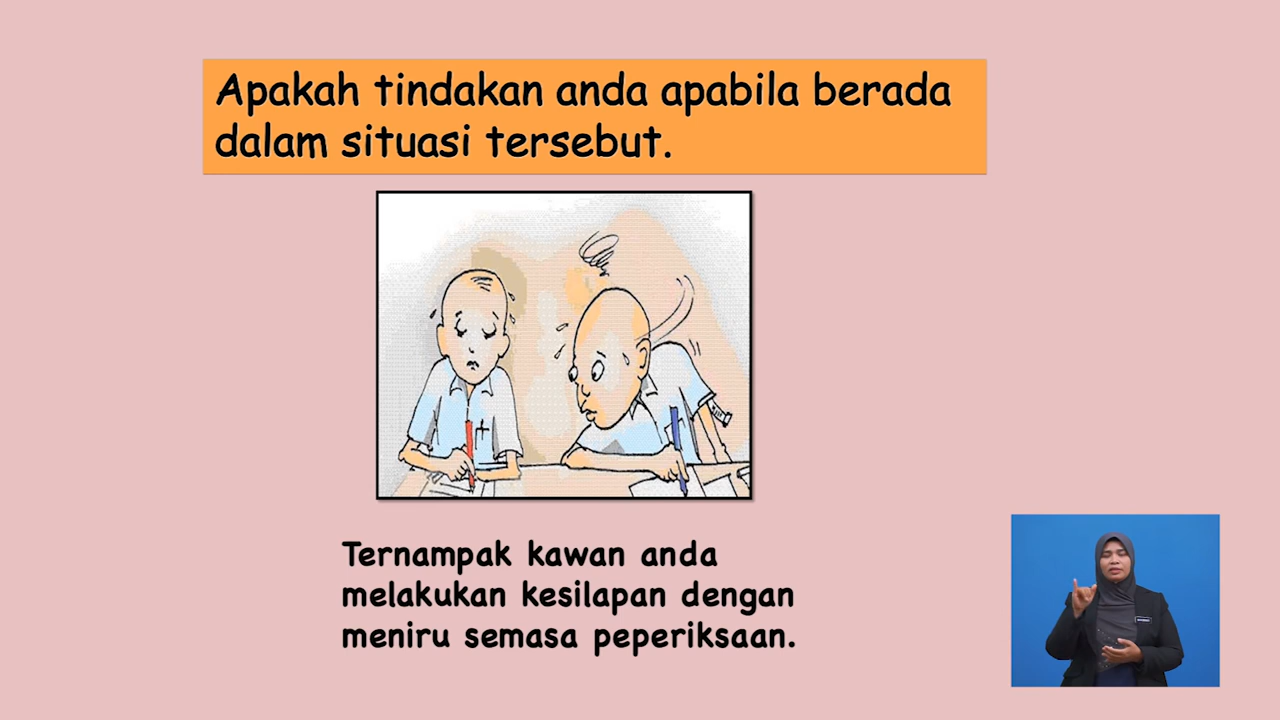 Apakah tindakan anda apabila berada
dalam situasi tersebut.
Ternampak kawan anda
melakukan kesilapan dengan
meniru semasa peperiksaan.